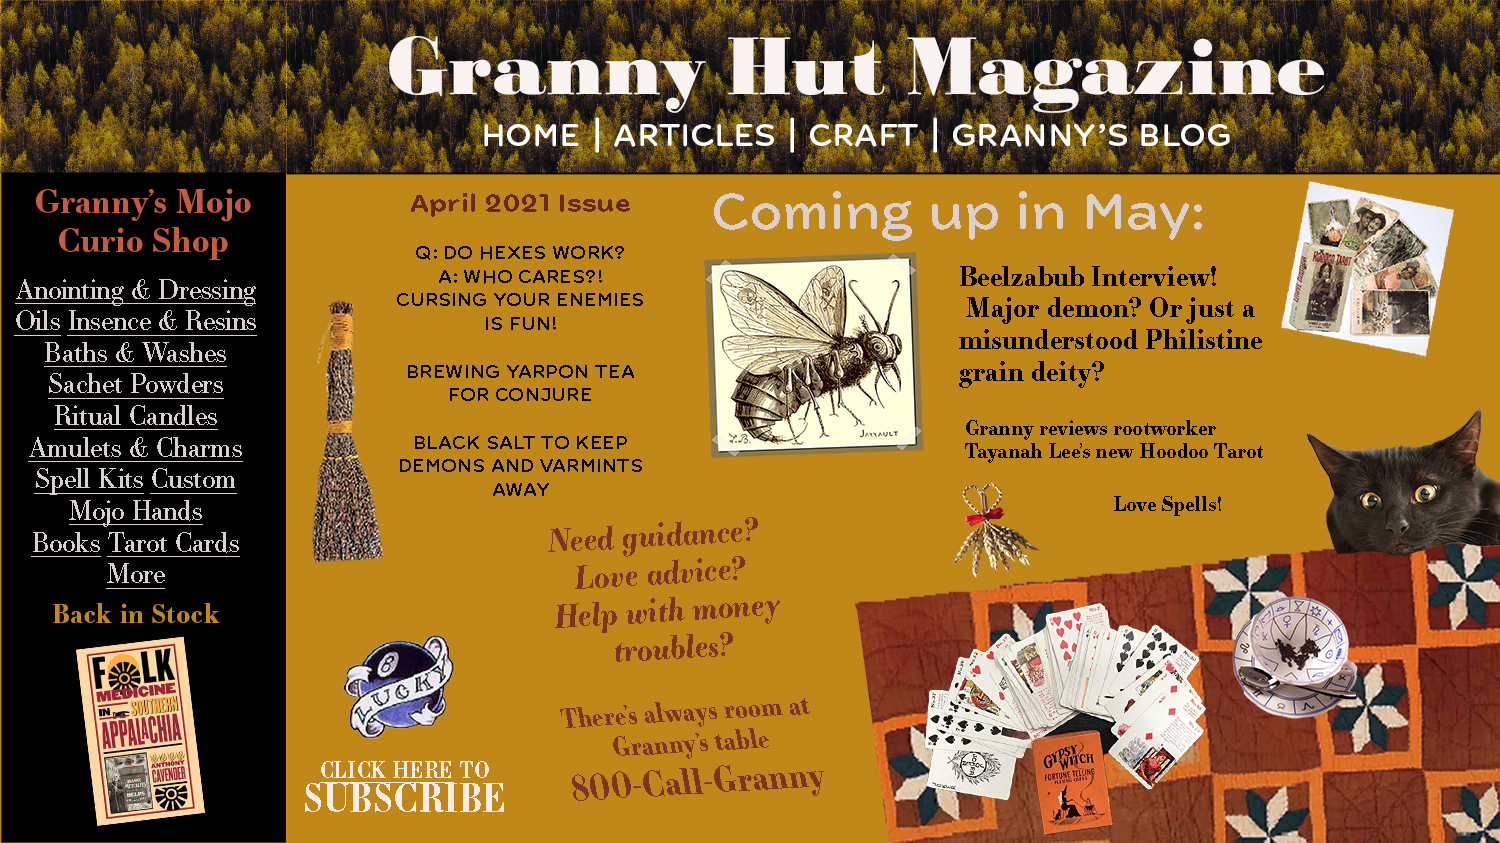 Granny Hut Magazine
HOME | ARTICLES | CRAFT | GRANNY'S BLOG
Granny's Mojo
Curio Shop
Anointing & Dressing
Oils Insence & Resins
Baths & Washes
Sachet Powders
Ritual Candles
Amulets & Charms
Spell Kits Custom
Mojo Hands
Books Tarot Cards
More
Back in Stock
FOLK
MEDICINE
IN SOUTHERN
APPALACHIA
ANTHONY
CAVENDER
April 2021 Issue
Q: DO HEXES WORK?
A: WHO CARES?!
CURSING YOUR ENEMIES
IS FUN!
BREWING YARPON TEA
FOR CONJURE
BLACK SALT TO KEEP
DEMONS AND VARMINTS
AWAY
Coming up in May:
L.B.
JARRAULT
Beelzabub Interview!
Major demon? Or just a
misunderstood Philistine
grain deity?
Granny reviews rootworker
Tayanah Lee's new Hoodoo Tarot
Love Spells!
Need guidance?
Love advice?
Help with money
troubles?
There's always room at
Granny's table
800-Call-Granny
8
LUCKY
CLICK HERE TO
SUBSCRIBE
GYPSY
WITCH
FORTUNE TELLING
PLAYING CARDS